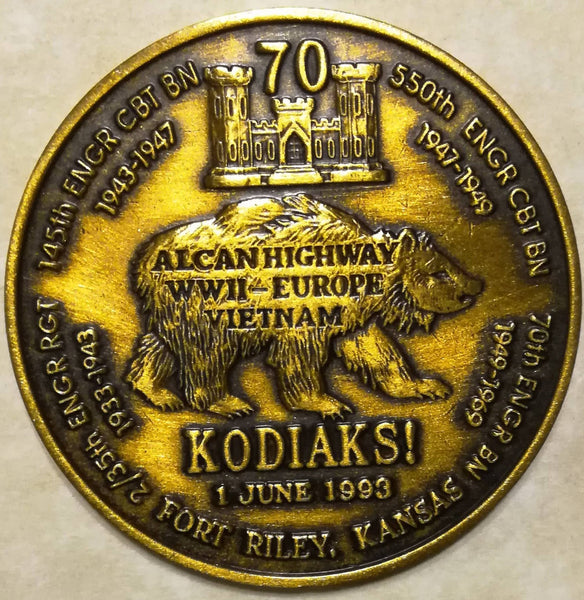 70
2/35th ENGR RGT
1933-1943
145th ENGR CBT BN
1943-1947
550th ENGR CBT BN
1947-1949
70th ENGR BN
1949-1969
ALCAN HIGHWAY
WWII-EUROPE
VIETNAM
KODIAKS!
1 JUNE 1993
FORT RILEY, KANSAS